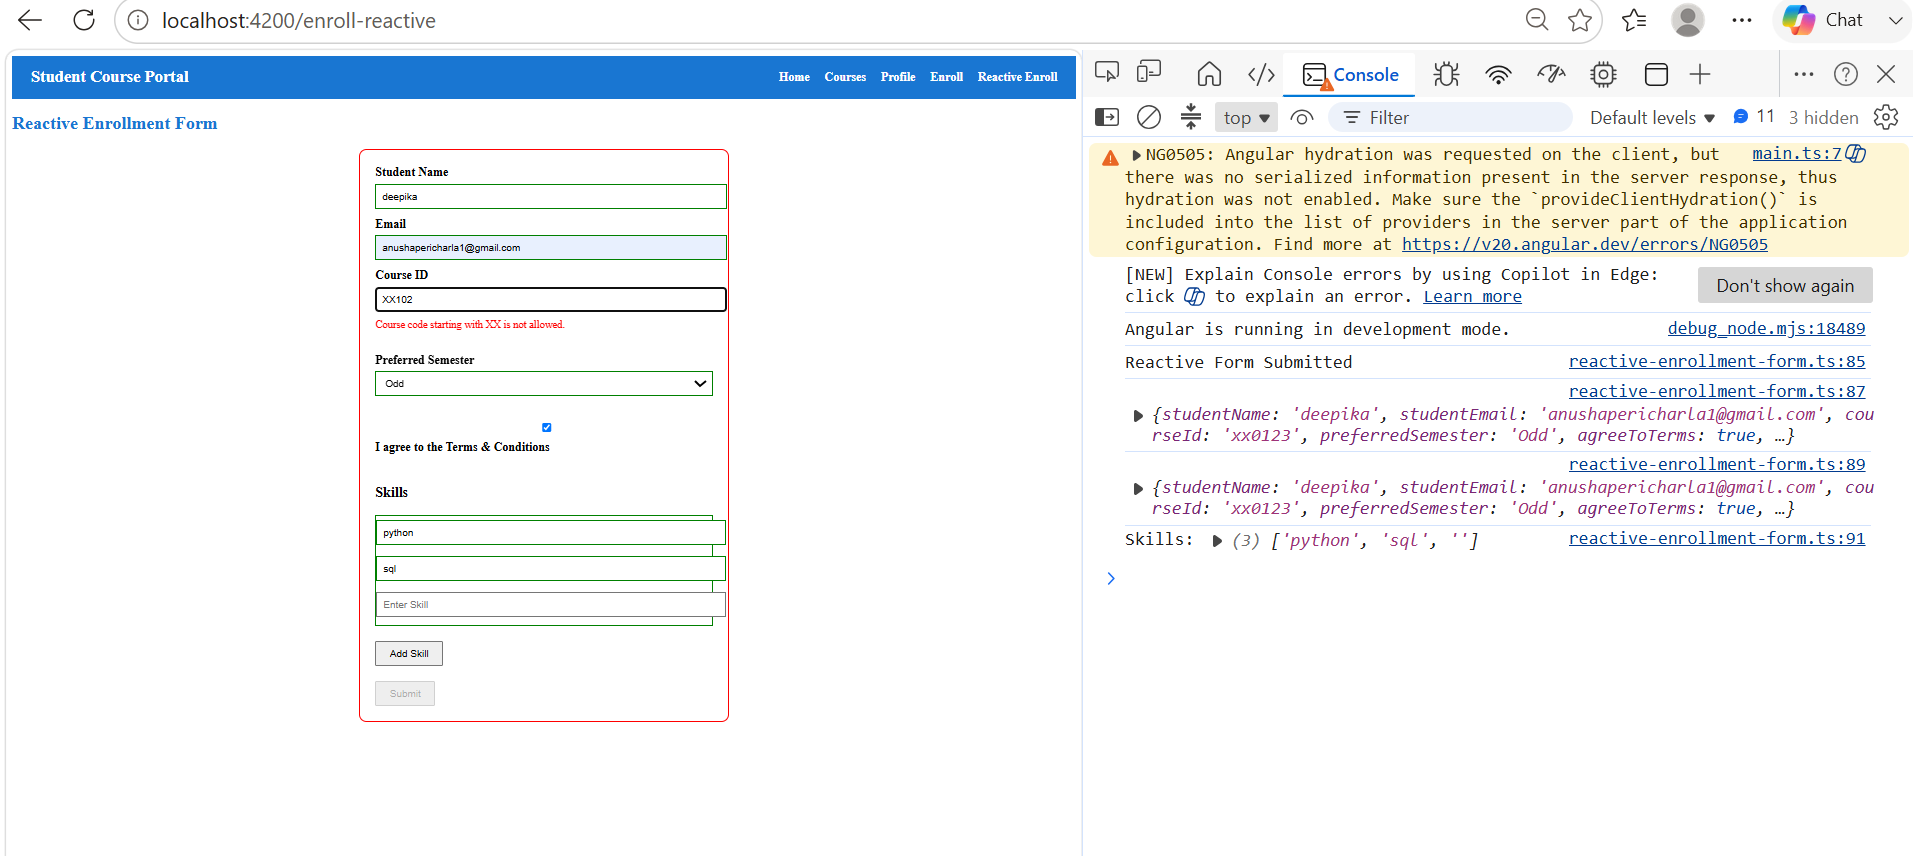 localhost:4200/enroll-reactive
Chat
Student Course Portal
Home Courses Profile Enroll Reactive Enroll
Reactive Enrollment Form
Student Name
deepika
Email
anushapericharla1@gmail.com
Course ID
XX102
Course code starting with XX is not allowed.
Preferred Semester
Odd
I agree to the Terms & Conditions
Skills
python
sql
Enter Skill
Add Skill
Submit
Console
top
Filter
Default levels
11
3 hidden
NG0505: Angular hydration was requested on the client, but main.ts:7
there was no serialized information present in the server response, thus
hydration was not enabled. Make sure the `provideClientHydration()` is
included into the list of providers in the server part of the application
configuration. Find more at https://v20.angular.dev/errors/NG0505
[NEW] Explain Console errors by using Copilot in Edge:
click to explain an error. Learn more
Don't show again
Angular is running in development mode. debug_node.mjs:18489
Reactive Form Submitted reactive-enrollment-form.ts:85
reactive-enrollment-form.ts:87
{studentName: 'deepika', studentEmail: 'anushapericharla1@gmail.com', cou
rseId: 'xx0123', preferredSemester: 'Odd', agreeToTerms: true, …}
reactive-enrollment-form.ts:89
{studentName: 'deepika', studentEmail: 'anushapericharla1@gmail.com', cou
rseId: 'xx0123', preferredSemester: 'Odd', agreeToTerms: true, …}
Skills: (3) ['python', 'sql', ''] reactive-enrollment-form.ts:91